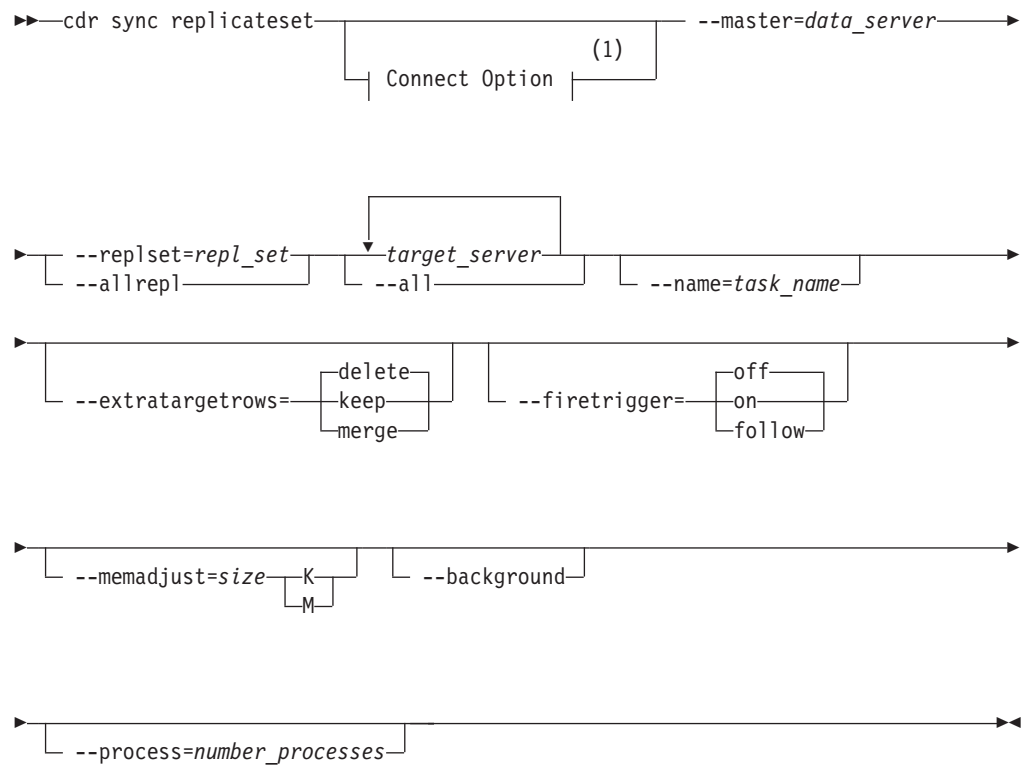 cdr sync replicateset --master=data_server
(1)
Connect Option
--replset=repl_set target_server
--allrepl --all --name=task_name
delete off
--extratargetrows= keep --firetrigger= on
merge follow
--memadjust=size K --background
M
--process=number_processes